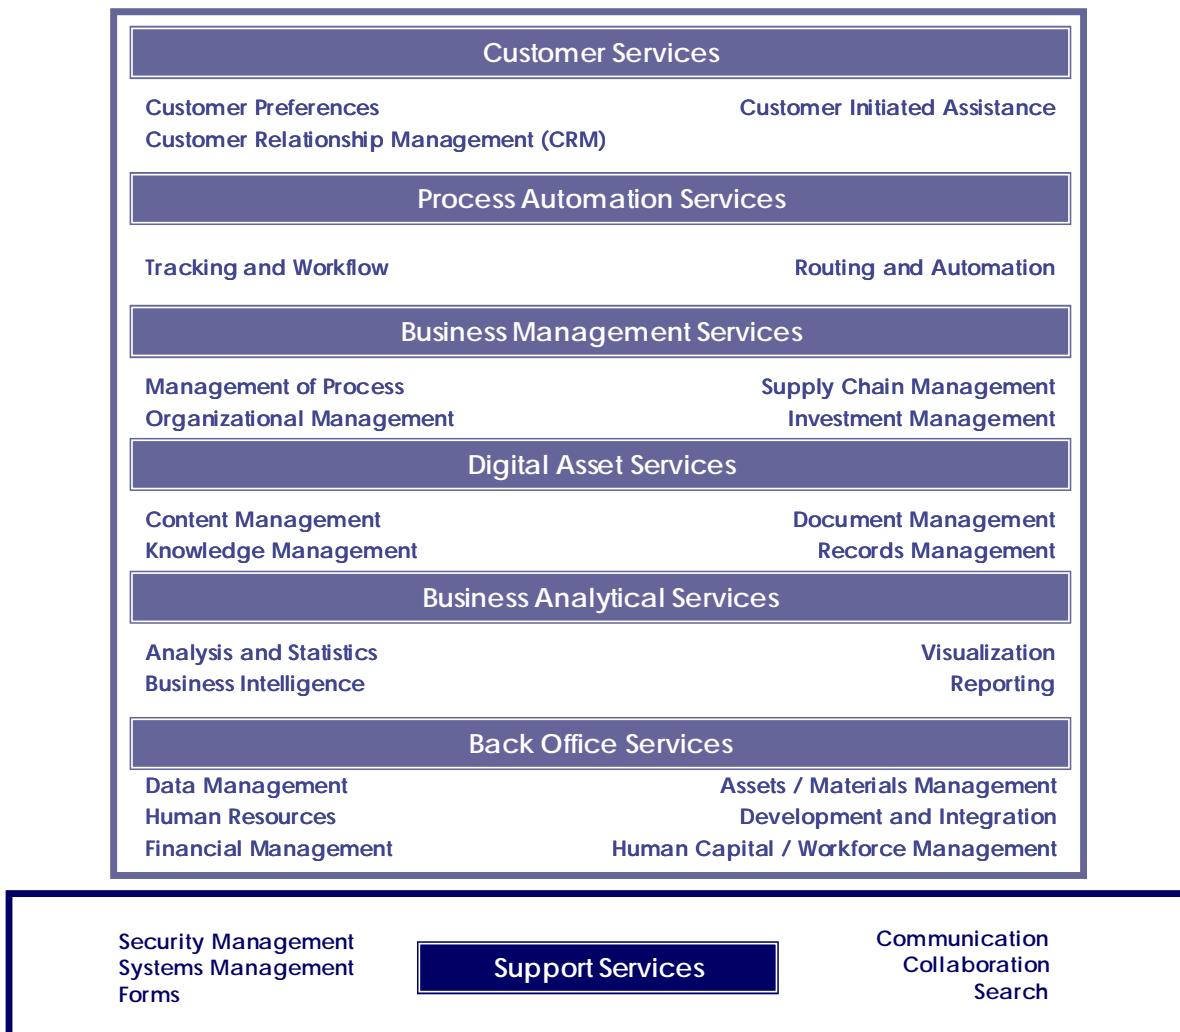 Customer Services
Customer Preferences
Customer Initiated Assistance
Customer Relationship Management (CRM)
Process Automation Services
Tracking and Workflow
Routing and Automation
Business Management Services
Management of Process
Supply Chain Management
Organizational Management
Investment Management
Digital Asset Services
Content Management
Document Management
Knowledge Management
Records Management
Business Analytical Services
Analysis and Statistics
Visualization
Business Intelligence
Reporting
Back Office Services
Data Management
Assets / Materials Management
Human Resources
Development and Integration
Financial Management
Human Capital / Workforce Management
Security Management
Systems Management
Forms
Support Services
Communication
Collaboration
Search